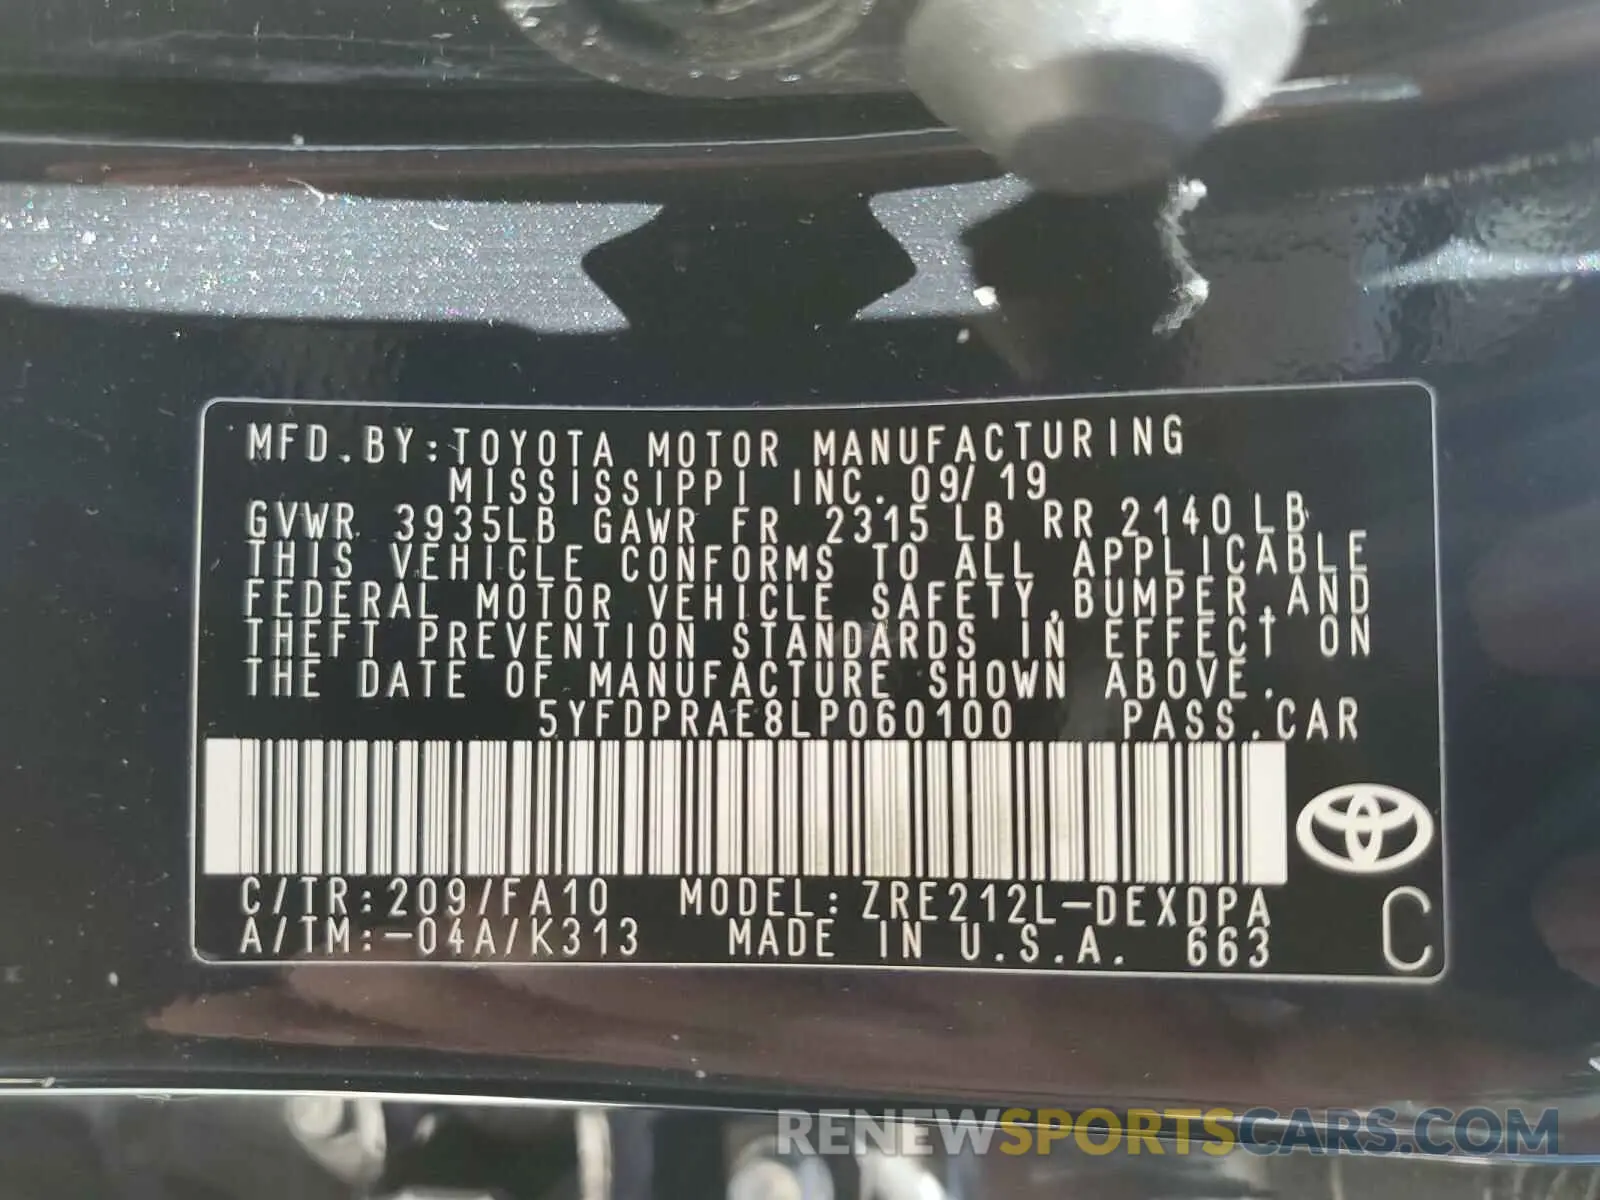 MFD.BY:TOYOTA MOTOR MANUFACTURING
MISSISSIPPI INC. 09/19
GVWR 3935LB GAWR FR 2315LB RR 2140LB
THIS VEHICLE CONFORMS TO ALL APPLICABLE
FEDERAL MOTOR VEHICLE SAFETY,BUMPER,AND
THEFT PREVENTION STANDARDS IN EFFECT ON
THE DATE OF MANUFACTURE SHOWN ABOVE.
5YFDPRAE8LP060100 PASS.CAR
C/TR:209/FA10 MODEL:ZRE212L-DEXDPA
A/TM:-04A/K313 MADE IN U.S.A. 663
C
RENEWSPORTSCARS.COM